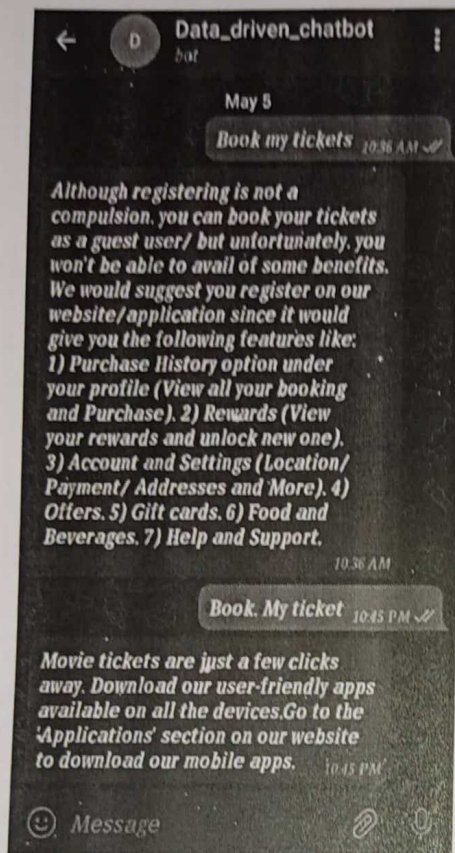 D
Data_driven_chatbot
bot
May 5
Book my tickets 10:36 AM
Although registering is not a
compulsion. you can book your tickets
as a guest user/ but unfortunately. you
won't be able to avail of some benefits.
We would suggest you register on our
website/application since it would
give you the following features like:
1) Purchase History option under
your profile (View all your booking
and Purchase). 2) Rewards (View
your rewards and unlock new one).
3) Account and Settings (Location/
Payment/ Addresses and More). 4)
Offers. 5) Gift cards. 6) Food and
Beverages. 7) Help and Support.
10:36 AM
Book. My ticket 10:45 PM
Movie tickets are just a few clicks
away. Download our user-friendly apps
available on all the devices.Go to the
'Applications' section on our website
to download our mobile apps. 10:45 PM
Message